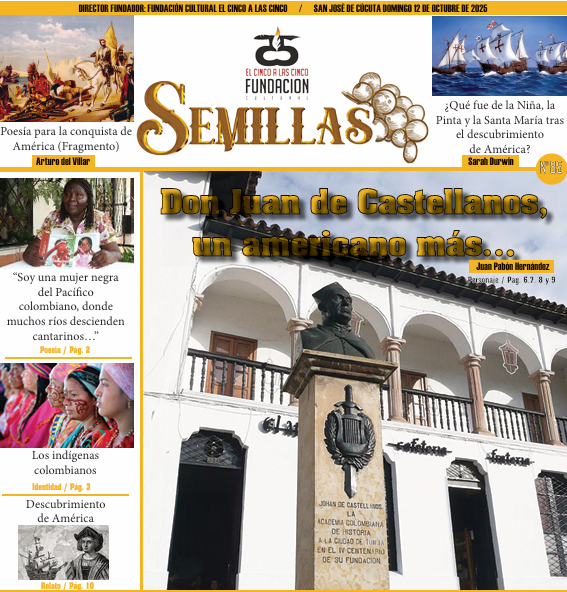 DIRECTOR FUNDADOR: FUNDACIÓN CULTURAL EL CINCO A LAS CINCO / SAN JOSÉ DE CÚCUTA DOMINGO 12 DE OCTUBRE DE 2025
EL CINCO A LAS CINCO
FUNDACION
CULTURAL
SEMILLAS
Poesía para la conquista de
América (Fragmento)
Arturo del Villar
¿Qué fue de la Niña, la
Pinta y la Santa María tras
el descubrimiento
de América?
Sarah Durwin
“Soy una mujer negra
del Pacífico
colombiano, donde
muchos ríos descienden
cantarinos…”
Poesía / Pág. 2
Los indígenas
colombianos
Identidad / Pág. 3
Descubrimiento
de América
Relato / Pág. 10
Don Juan de Castellanos,
un americano más...
Juan Pabón Hernández
Personaje / Pag. 6,7, 8 y 9
cafeteria
JOHAN DE CASTELLANOS
LA
ACADEMIA COLOMBIANA
DE HISTORIA
A LA CIUDAD DE TUNJA
EN EL IV CENTENARIO
DE SU FUNDACION